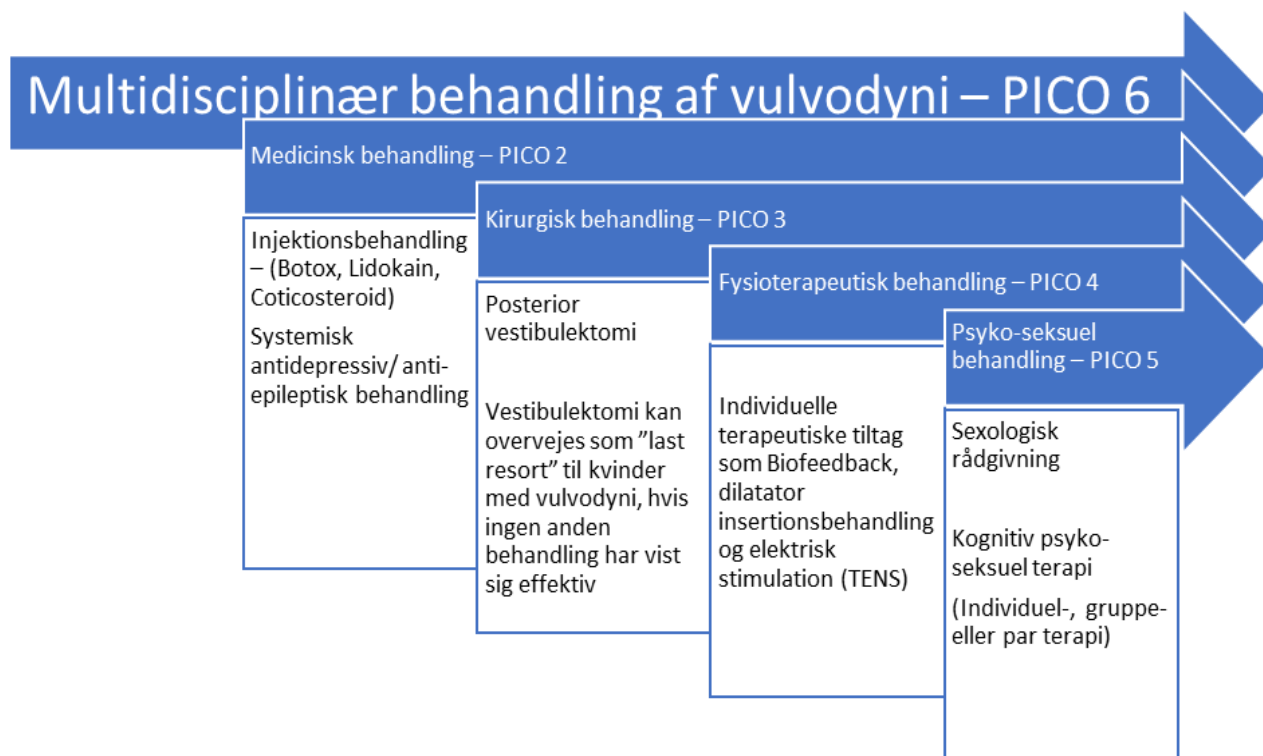 Multidisciplinær behandling af vulvodyni – PICO 6
Medicinsk behandling – PICO 2
Injektionsbehandling
– (Botox, Lidokain,
Coticosteroid)
Systemisk
antidepressiv/ anti-
epileptisk behandling
Kirurgisk behandling – PICO 3
Posterior
vestibulektomi
Vestibulektomi kan
overvejes som ”last
resort” til kvinder
med vulvodyni, hvis
ingen anden
behandling har vist
sig effektiv
Fysioterapeutisk behandling – PICO 4
Individuelle
terapeutiske tiltag
som Biofeedback,
dilatator
insertionsbehandling
og elektrisk
stimulation (TENS)
Psyko-seksuel
behandling – PICO 5
Sexologisk
rådgivning
Kognitiv psyko-
seksuel terapi
(Individuel-, gruppe-
eller par terapi)